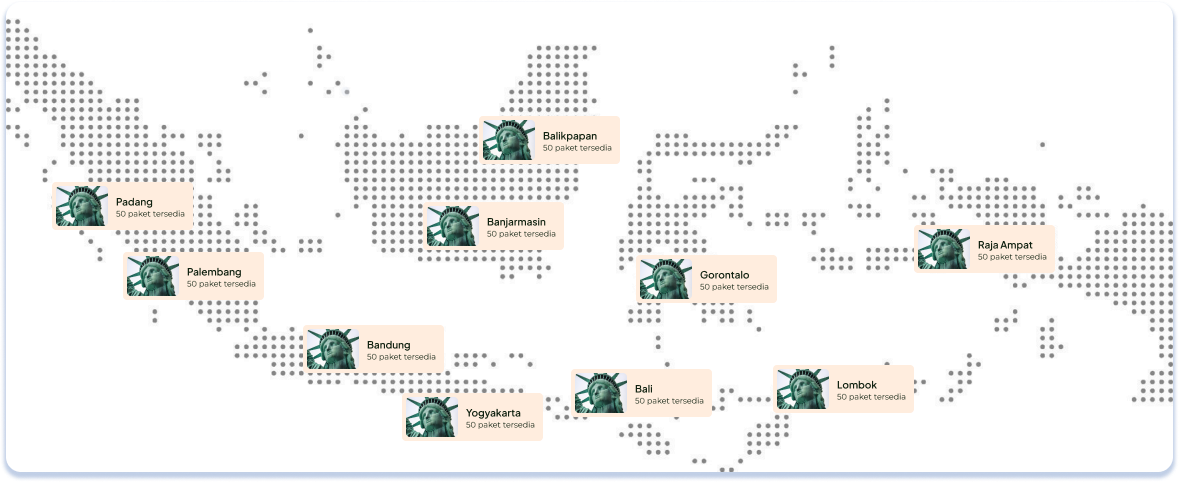 Balikpapan
50 paket tersedia
Padang
50 paket tersedia
Banjarmasin
50 paket tersedia
Raja Ampat
50 paket tersedia
Palembang
50 paket tersedia
Gorontalo
50 paket tersedia
Bandung
50 paket tersedia
Bali
50 paket tersedia
Lombok
50 paket tersedia
Yogyakarta
50 paket tersedia